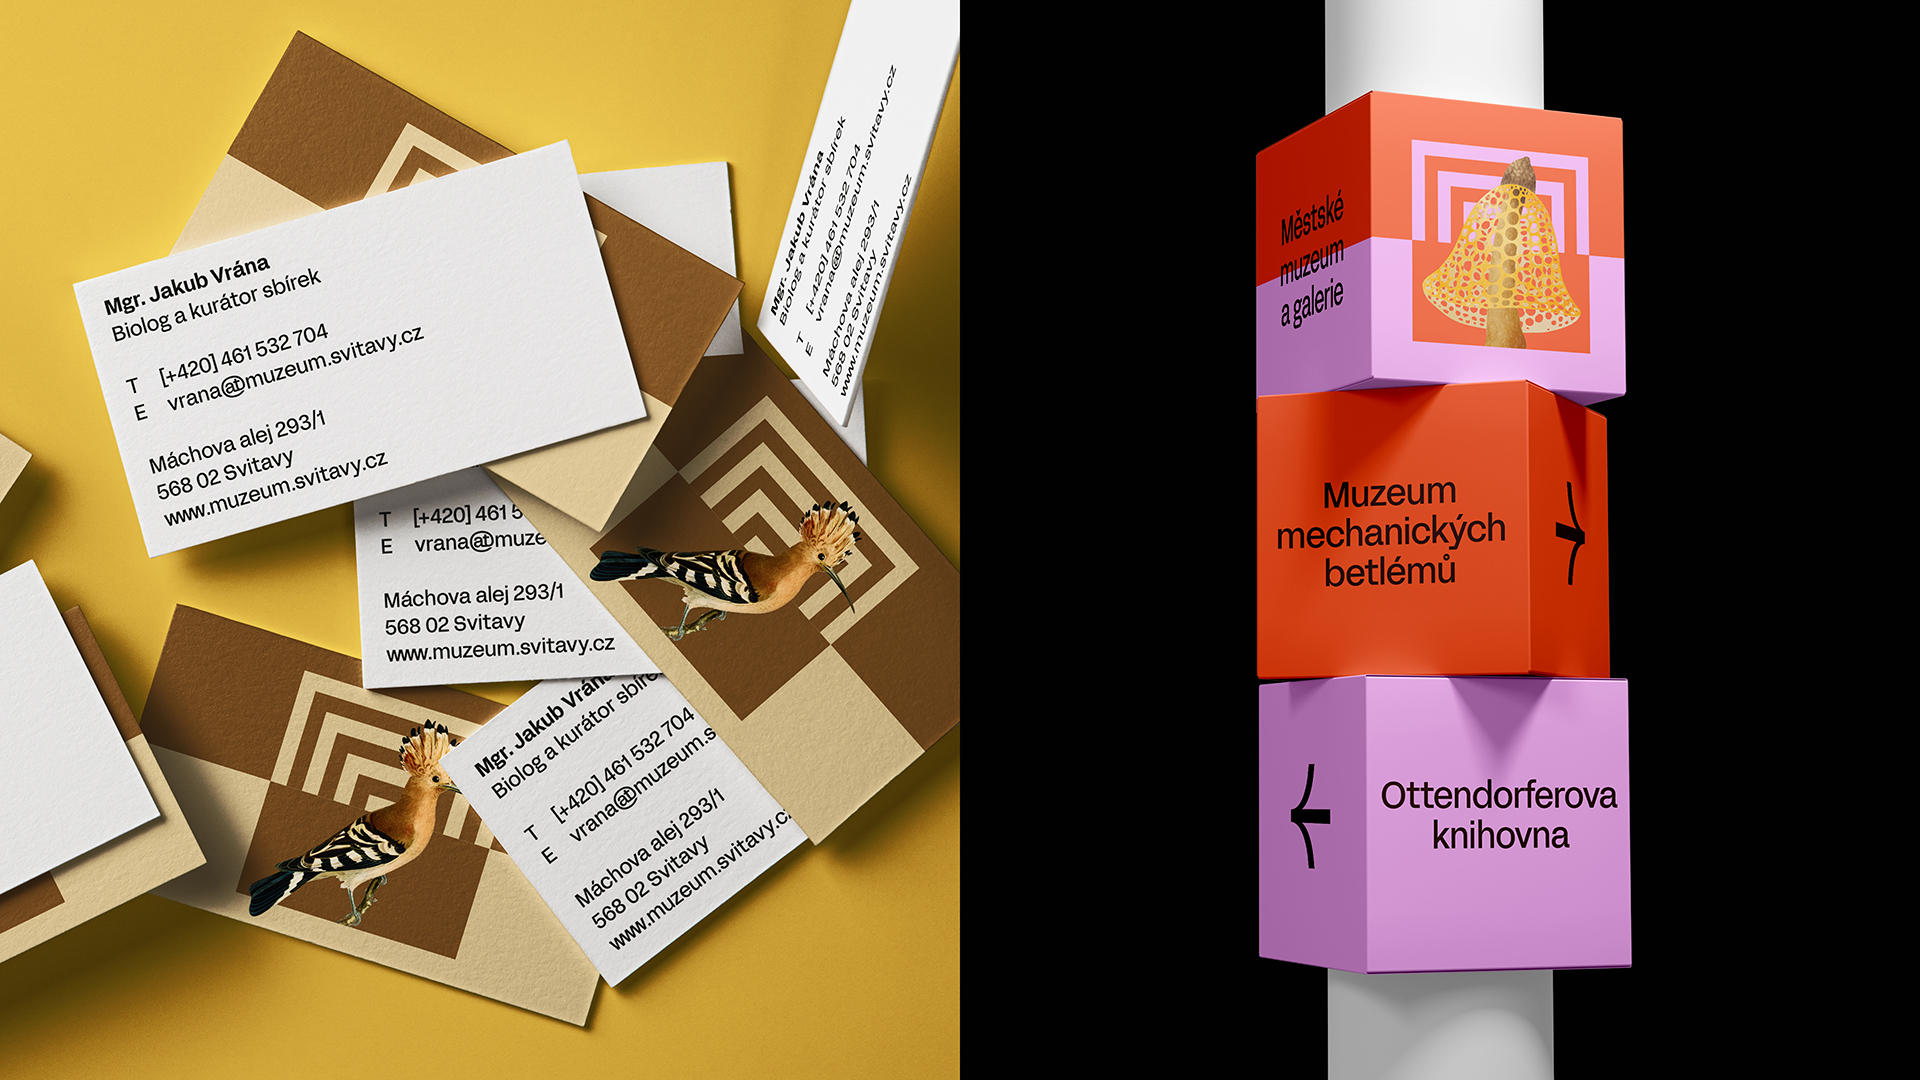 Mgr. Jakub Vrána
Biolog a kurátor sbírek
T [+420] 461 532 704
E vrana@muzeum.svitavy.cz
Máchova alej 293/1
568 02 Svitavy
www.muzeum.svitavy.cz
Mgr. Jakub Vrána
Biolog a kurátor sbírek
T [+420] 461 532 704
E vrana@muzeum.svitavy.cz
Máchova alej 293/1
568 02 Svitavy
www.muzeum.svitavy.cz
T [+420] 461 5
E vrana@muze
Máchova alej 293/1
568 02 Svitavy
www.muzeum.svitavy.cz
Mgr. Jakub Vrána
Biolog a kurátor sbíre
T [+420] 461 532 704
E vrana@muzeum.s
Máchova alej 293/1
568 02 Svitavy
www.muzeum.svitavy.cz
Městské
muzeum
a galerie
Muzeum
mechanických
betlémů
Ottendorferova
knihovna